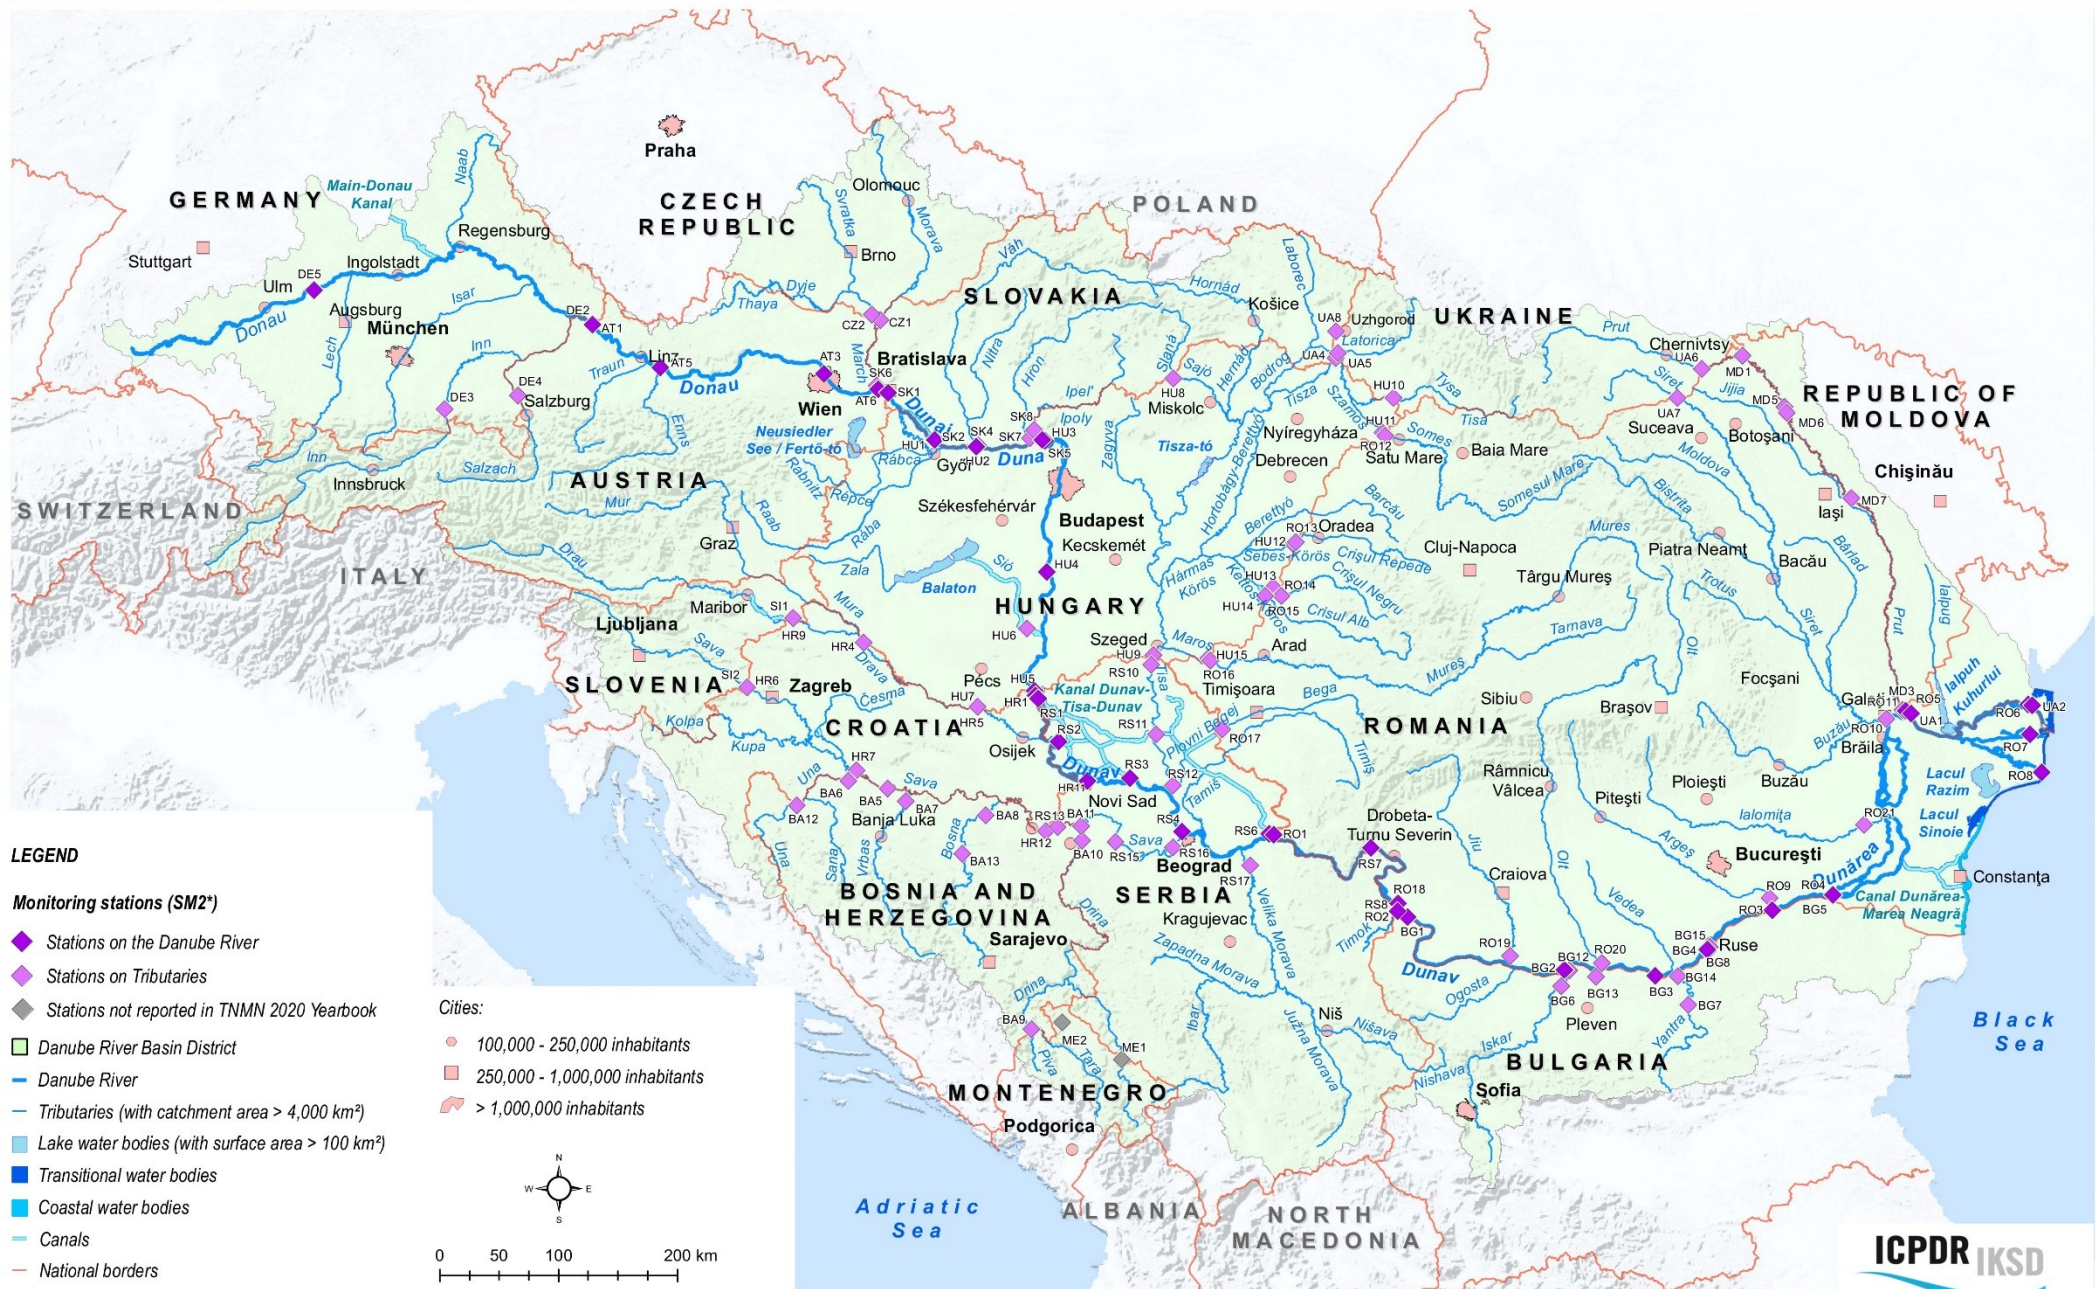 Praha
GERMANY
Main-Donau
Kanal
Naab
CZECH
REPUBLIC
Olomouc
Svratka
Morava
POLAND
Stuttgart
Regensburg
Brno
Ingolstadt
DE5
Ulm
Donau
Augsburg
München
Lech
Isar
Inn
DE2
AT1
Thaya
Dyje
CZ2
CZ1
SLOVAKIA
Váh
Nitra
Hron
Hornád
Košice
Laborec
UA8
Uzhgorod
Latorica
UA4
UA5
UKRAINE
Prut
Chernivtsy
UA6
MD1
Siret
Jijia
UA7
MD5
MD6
REPUBLIC OF
MOLDOVA
Chişinău
Suceava
Botoşani
Linz
AT5
Traun
Donau
AT3
Wien
March
Bratislava
SK6
SK1
AT6
Dunaj
Ipel'
Slaná
Sajó
Hernád
Bodrog
HU8
Miskolc
Tisza
Szamos
HU10
Tysa
Tisa
HU11
RO12
Satu Mare
Somes
Baia Mare
DE4
Salzburg
DE3
Enns
Neusiedler
See / Fertő-tó
HU1
SK2
SK4
HU2
SK7
SK8
Ipoly
HU3
SK5
Duna
Győr
Rábca
Zagyva
Tisza-tó
Nyíregyháza
Debrecen
Hortobágy-Berettyó
Somesul Mare
Moldova
Bistrita
Inn
Innsbruck
Salzach
AUSTRIA
SWITZERLAND
Mur
Raab
Rabnitz
Répce
Rába
Székesfehérvár
Budapest
Kecskemét
Berettyó
Barcău
RO13
Oradea
HU12
Sebes-Körös
Crişul Repede
Cluj-Napoca
Mures
Piatra Neamţ
Bacău
Bârlad
MD7
Iaşi
ITALY
Graz
Drau
Zala
Balaton
Sió
HU4
HUNGARY
Hármas
Körös
HU13
RO14
HU14
RO15
Crişul Negru
Crisul Alb
Târgu Mureş
Trotus
Siret
Prut
Ialpug
Maribor
SI1
HR9
Ljubljana
Sava
Mura
HR4
Drava
HU6
Szeged
HU9
RS10
Maros
HU15
RO16
Arad
Tarnava
Mureş
Olt
SLOVENIA
SI2
HR6
Zagreb
Česma
Pécs
HU7
HR5
HU5
HR1
RS1
Kanal Dunav-
Tisa-Dunav
Tisa
Timişoara
Bega
Sibiu
Braşov
Focşani
Ialpuh
Kuhurlui
Kolpa
Kupa
CROATIA
Osijek
RS2
RS11
Plovni Begej
RO17
Timiş
ROMANIA
RO11
MD3
RO5
UA1
RO10
Brăila
Buzău
RO6
UA2
RO7
RO8
Una
HR7
BA6
BA5
BA7
BA12
Sava
Banja Luka
BA8
Dunav
HR11
RS3
Novi Sad
RS12
Tamiš
Râmnicu
Vâlcea
Ploieşti
Piteşti
Buzău
Ialomiţa
RO21
Lacul
Razim
Lacul
Sinoie
Una
Sana
Vrbas
Bosna
BA13
RS13
BA11
HR12
BA10
RS15
Sava
RS4
RS16
Beograd
RS6
RO1
RS17
Drobeta-
Turnu Severin
RS7
Jiu
Olt
Argeş
Bucureşti
Dunărea
BOSNIA AND
HERZEGOVINA
SERBIA
Kragujevac
Velika Morava
Craiova
RO18
RS8
RO2
BG1
Timok
Vedea
RO9
RO3
RO4
BG5
Constanţa
Canal Dunărea-
Marea Neagră
Sarajevo
Drina
Zapadna Morava
Dunav
RO19
BG2
BG12
RO20
BG6
BG13
BG3
BG14
BG7
BG15
BG4
BG8
Ruse
Ogosta
Pleven
Yantra
Drina
BA9
ME2
ME1
Piva
Tara
Ibar
Južna Morava
Niš
Nišava
Nishava
Iskar
Sofia
BULGARIA
Black
Sea
MONTENEGRO
Podgorica
ALBANIA
NORTH
MACEDONIA
Adriatic
Sea
LEGEND
Monitoring stations (SM2*)
Stations on the Danube River
Stations on Tributaries
Stations not reported in TNMN 2020 Yearbook
Danube River Basin District
Danube River
Tributaries (with catchment area > 4,000 km²)
Lake water bodies (with surface area > 100 km²)
Transitional water bodies
Coastal water bodies
Canals
National borders
Cities:
100,000 - 250,000 inhabitants
250,000 - 1,000,000 inhabitants
> 1,000,000 inhabitants
N
W
E
S
0 50 100 200 km
ICPDR IKSD